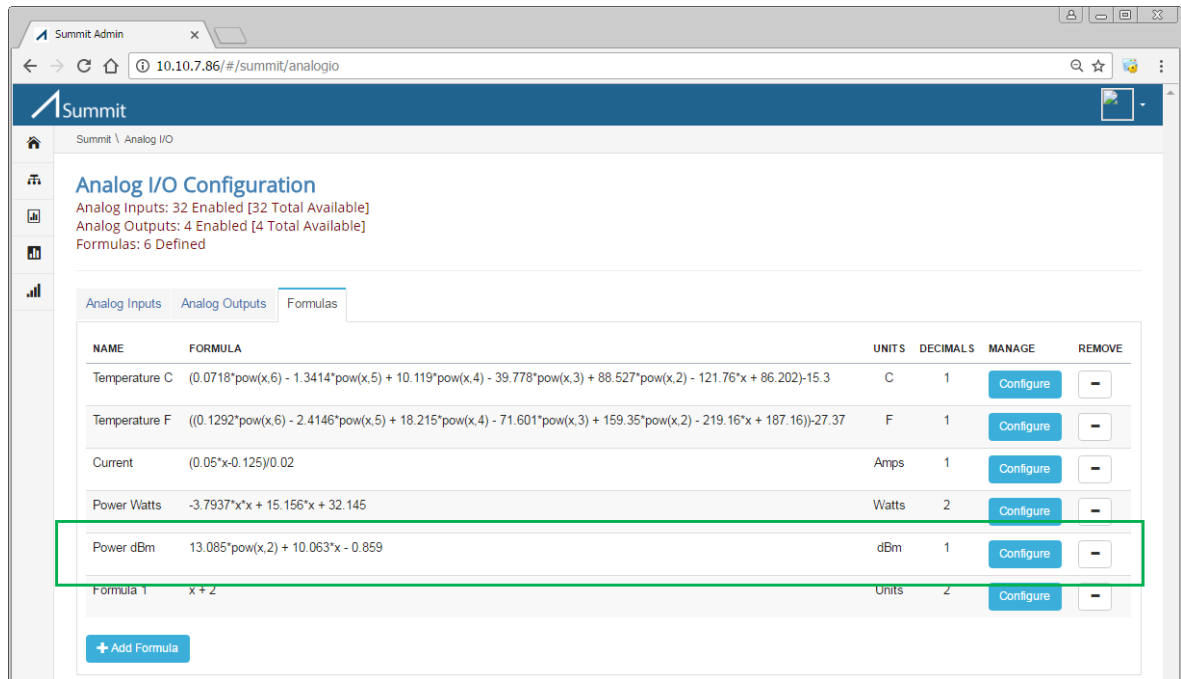 Summit Admin
10.10.7.86/#/summit/analogio
Summit
Summit \ Analog I/O
Analog I/O Configuration
Analog Inputs: 32 Enabled [32 Total Available]
Analog Outputs: 4 Enabled [4 Total Available]
Formulas: 6 Defined
Analog Inputs Analog Outputs Formulas
NAME FORMULA UNITS DECIMALS MANAGE REMOVE
Temperature C (0.0718*pow(x,6) - 1.3414*pow(x,5) + 10.119*pow(x,4) - 39.778*pow(x,3) + 88.527*pow(x,2) - 121.76*x + 86.202)-15.3 C 1 Configure -
Temperature F ((0.1292*pow(x,6) - 2.4146*pow(x,5) + 18.215*pow(x,4) - 71.601*pow(x,3) + 159.35*pow(x,2) - 219.16*x + 187.16))-27.37 F 1 Configure -
Current (0.05*x-0.125)/0.02 Amps 1 Configure -
Power Watts -3.7937*x*x + 15.156*x + 32.145 Watts 2 Configure -
Power dBm 13.085*pow(x,2) + 10.063*x - 0.859 dBm 1 Configure -
Formula 1 x + 2 Units 2 Configure -
+ Add Formula